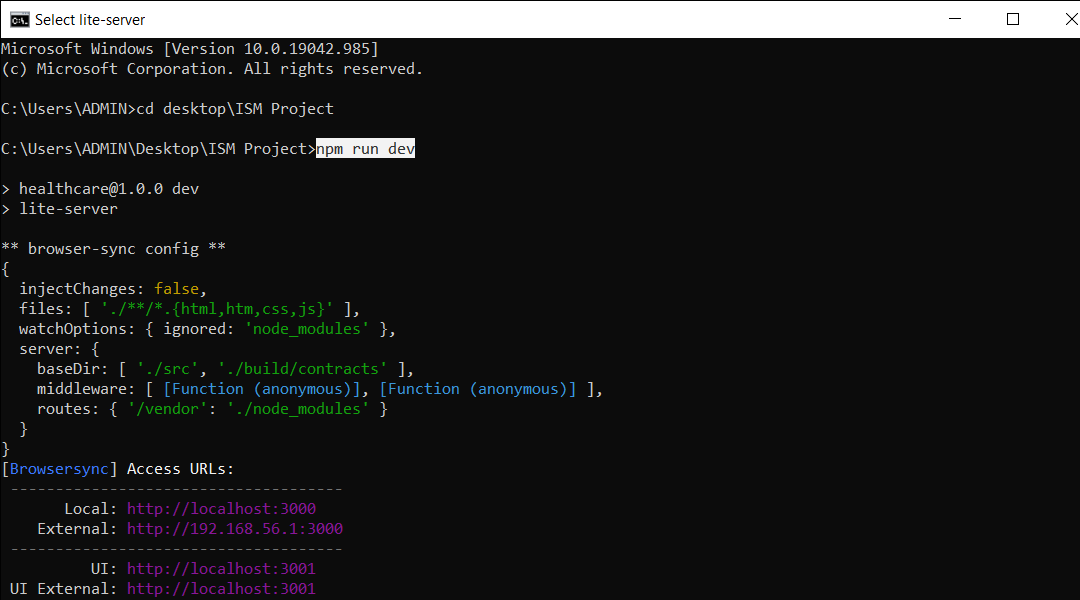 Select lite-server
Microsoft Windows [Version 10.0.19042.985]
(c) Microsoft Corporation. All rights reserved.
C:\Users\ADMIN>cd desktop\ISM Project
C:\Users\ADMIN\Desktop\ISM Project>npm run dev
> healthcare@1.0.0 dev
> lite-server
** browser-sync config **
{
  injectChanges: false,
  files: [ './**/*.{html,htm,css,js}' ],
  watchOptions: { ignored: 'node_modules' },
  server: {
    baseDir: [ './src', './build/contracts' ],
    middleware: [ [Function (anonymous)], [Function (anonymous)] ],
    routes: { '/vendor': './node_modules' }
  }
}
[Browsersync] Access URLs:
 -------------------------------------
       Local: http://localhost:3000
    External: http://192.168.56.1:3000
 -------------------------------------
          UI: http://localhost:3001
 UI External: http://localhost:3001